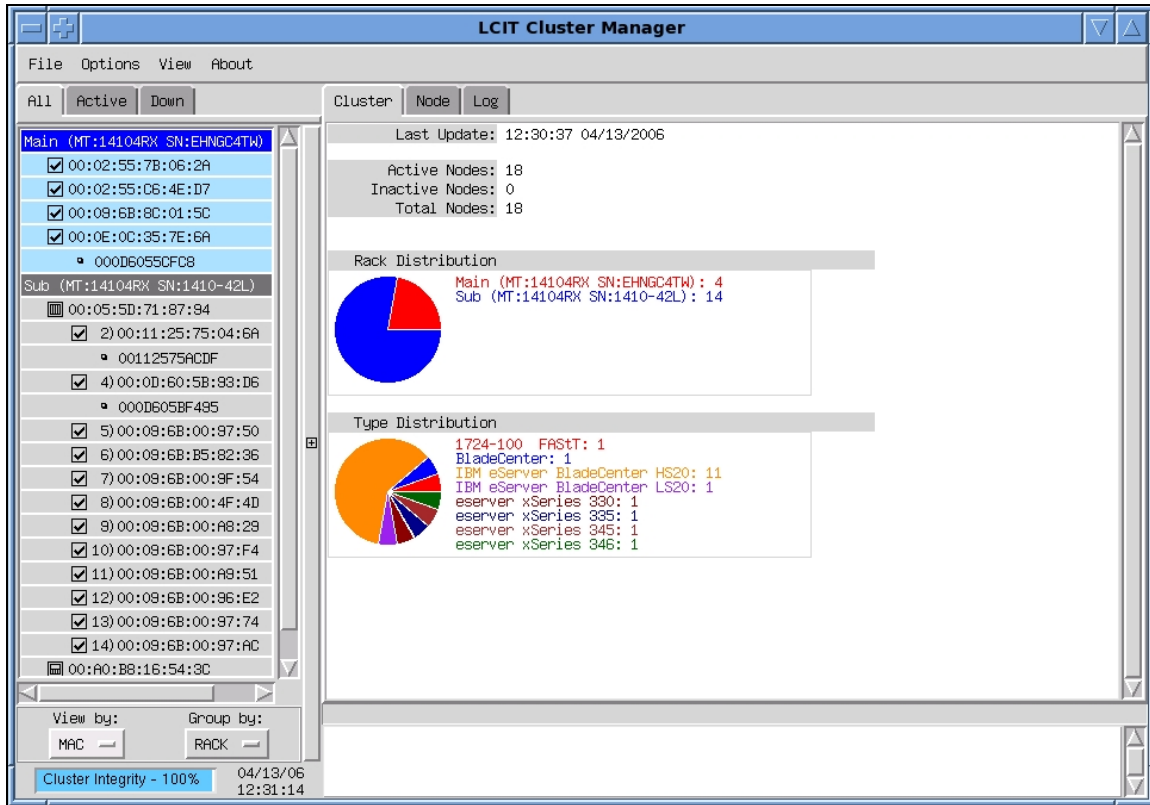 LCIT Cluster Manager
File Options View About
All Active Down
Main (MT:14104RX SN:EHNGC4TW)
00:02:55:7B:06:2A
00:02:55:C6:4E:D7
00:09:6B:8C:01:5C
00:0E:0C:35:7E:6A
000D6055CFC8
Sub (MT:14104RX SN:1410-42L)
00:05:5D:71:87:94
2)00:11:25:75:04:6A
00112575ACDF
4)00:0D:60:5B:93:D6
000D605BF495
5)00:09:6B:00:97:50
6)00:09:6B:B5:82:36
7)00:09:6B:00:9F:54
8)00:09:6B:00:4F:4D
9)00:09:6B:00:A8:29
10)00:09:6B:00:97:F4
11)00:09:6B:00:A9:51
12)00:09:6B:00:96:E2
13)00:09:6B:00:97:74
14)00:09:6B:00:97:AC
00:A0:B8:16:54:3C
View by: Group by:
MAC RACK
Cluster Integrity - 100%
04/13/06
12:31:14
Cluster Node Log
Last Update: 12:30:37 04/13/2006
Active Nodes: 18
Inactive Nodes: 0
Total Nodes: 18
Rack Distribution
Main (MT:14104RX SN:EHNGC4TW): 4
Sub (MT:14104RX SN:1410-42L): 14
Type Distribution
1724-100 FAStT: 1
BladeCenter: 1
IBM eServer BladeCenter HS20: 11
IBM eServer BladeCenter LS20: 1
eserver xSeries 330: 1
eserver xSeries 335: 1
eserver xSeries 345: 1
eserver xSeries 346: 1